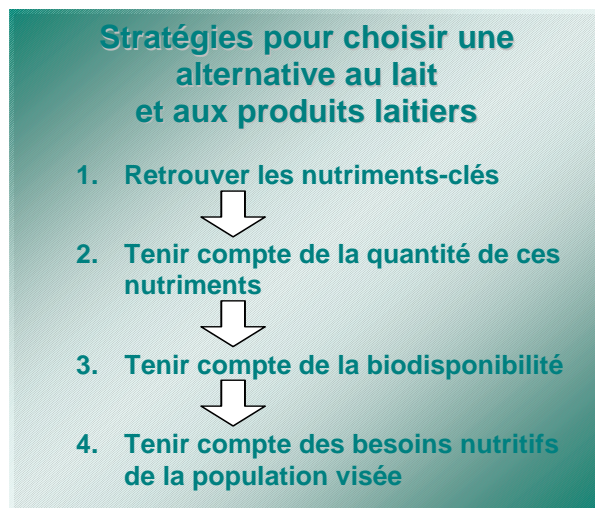 Stratégies pour choisir une
alternative au lait
et aux produits laitiers
1. Retrouver les nutriments-clés
2. Tenir compte de la quantité de ces
nutriments
3. Tenir compte de la biodisponibilité
4. Tenir compte des besoins nutritifs
de la population visée